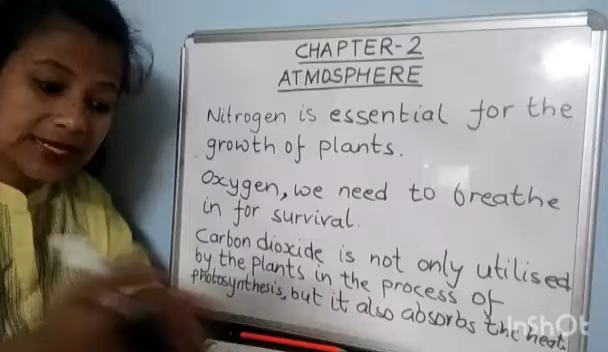 CHAPTER-2
ATMOSPHERE
Nitrogen is essential for the
growth of plants.
Oxygen, we need to breathe
in for survival.
Carbon dioxide is not only utilised
by the plants in the process of
photosynthesis, but it also absorbs the heat
InShOt